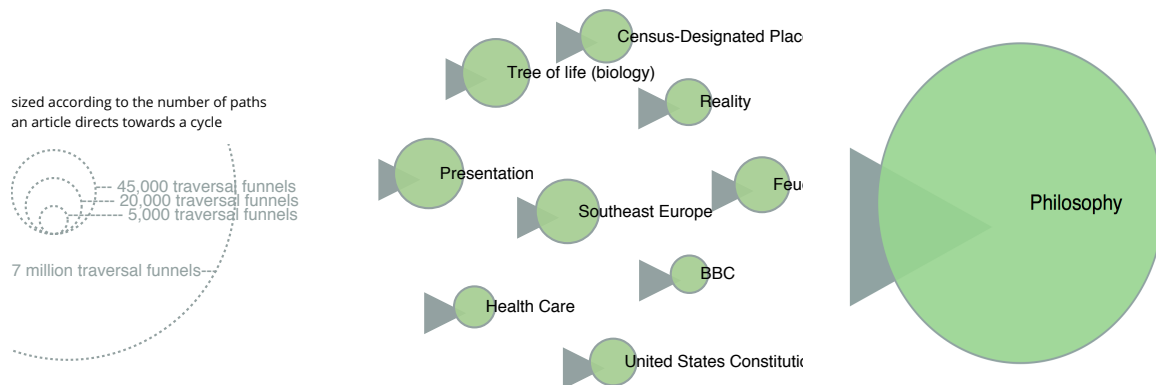 sized according to the number of paths
an article directs towards a cycle
45,000 traversal funnels
20,000 traversal funnels
5,000 traversal funnels
7 million traversal funnels
Census-Designated Plac
Tree of life (biology)
Reality
Presentation
Feud
Southeast Europe
BBC
Health Care
United States Constitutio
Philosophy